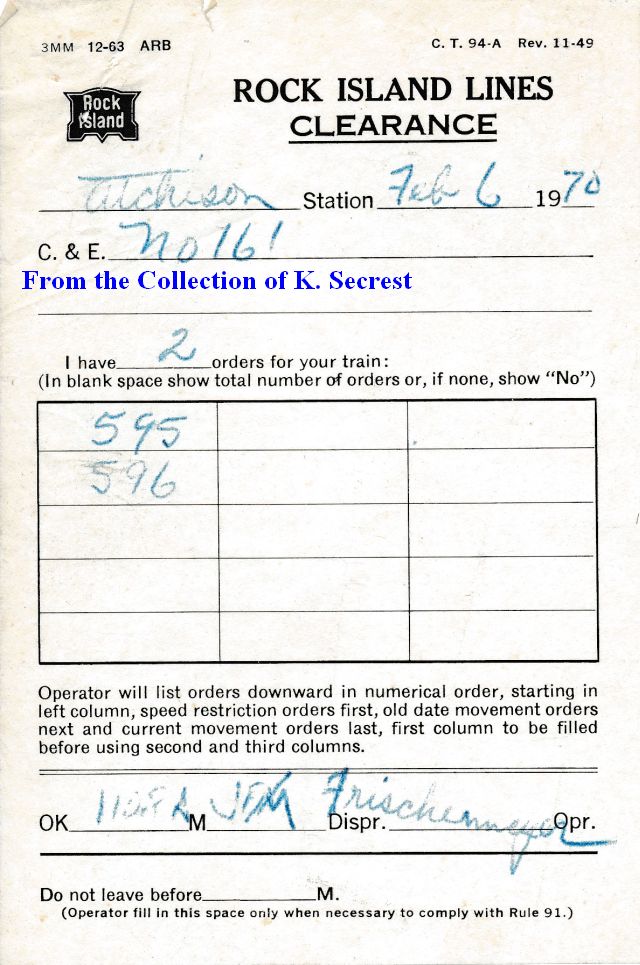 3MM 12-63 ARB
C. T. 94-A Rev. 11-49
Rock Island
ROCK ISLAND LINES
CLEARANCE
Atchison Station Feb 6 1970
C. & E. No 161
From the Collection of K. Secrest
I have 2 orders for your train:
(In blank space show total number of orders or, if none, show “No”)
595
596
Operator will list orders downward in numerical order, starting in
left column, speed restriction orders first, old date movement orders
next and current movement orders last, first column to be filled
before using second and third columns.
OK M JFM Dispr. Frischenmeyer Opr.
Do not leave before M.
(Operator fill in this space only when necessary to comply with Rule 91.)